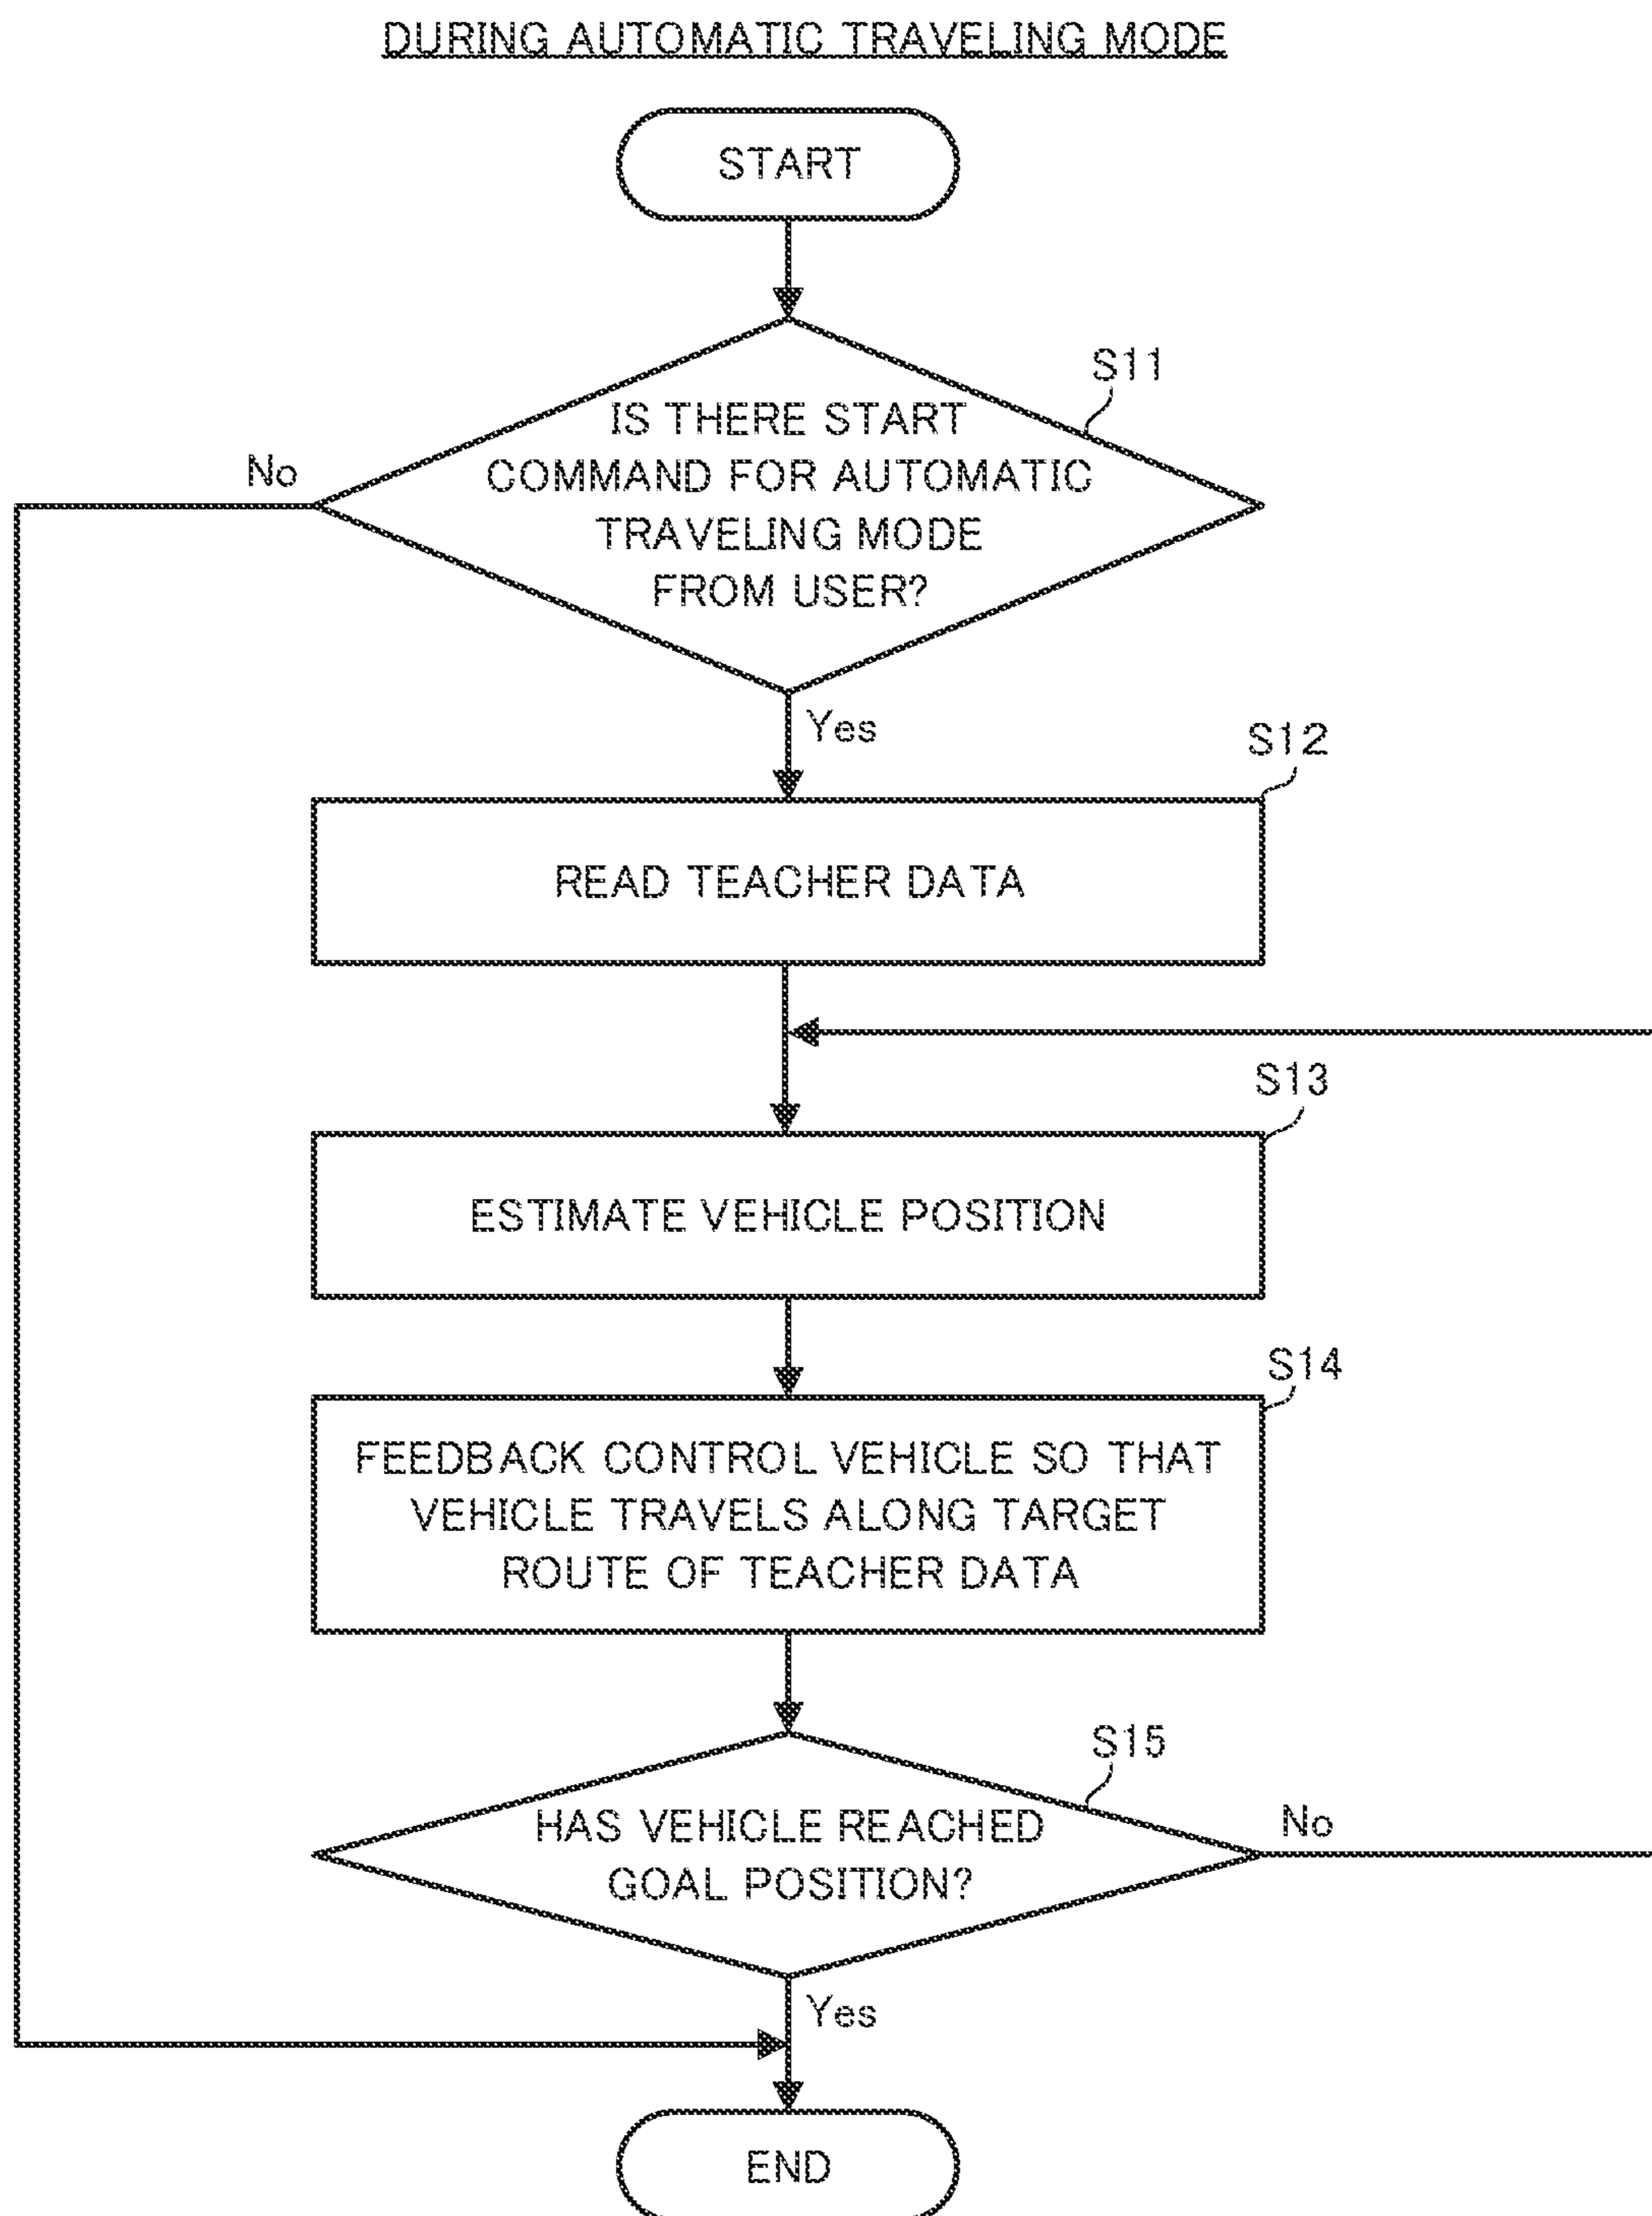 DURING AUTOMATIC TRAVELING MODE
START
S11
IS THERE START
COMMAND FOR AUTOMATIC
TRAVELING MODE
FROM USER?
No
Yes
S12
READ TEACHER DATA
S13
ESTIMATE VEHICLE POSITION
S14
FEEDBACK CONTROL VEHICLE SO THAT
VEHICLE TRAVELS ALONG TARGET
ROUTE OF TEACHER DATA
S15
HAS VEHICLE REACHED
GOAL POSITION?
No
Yes
END